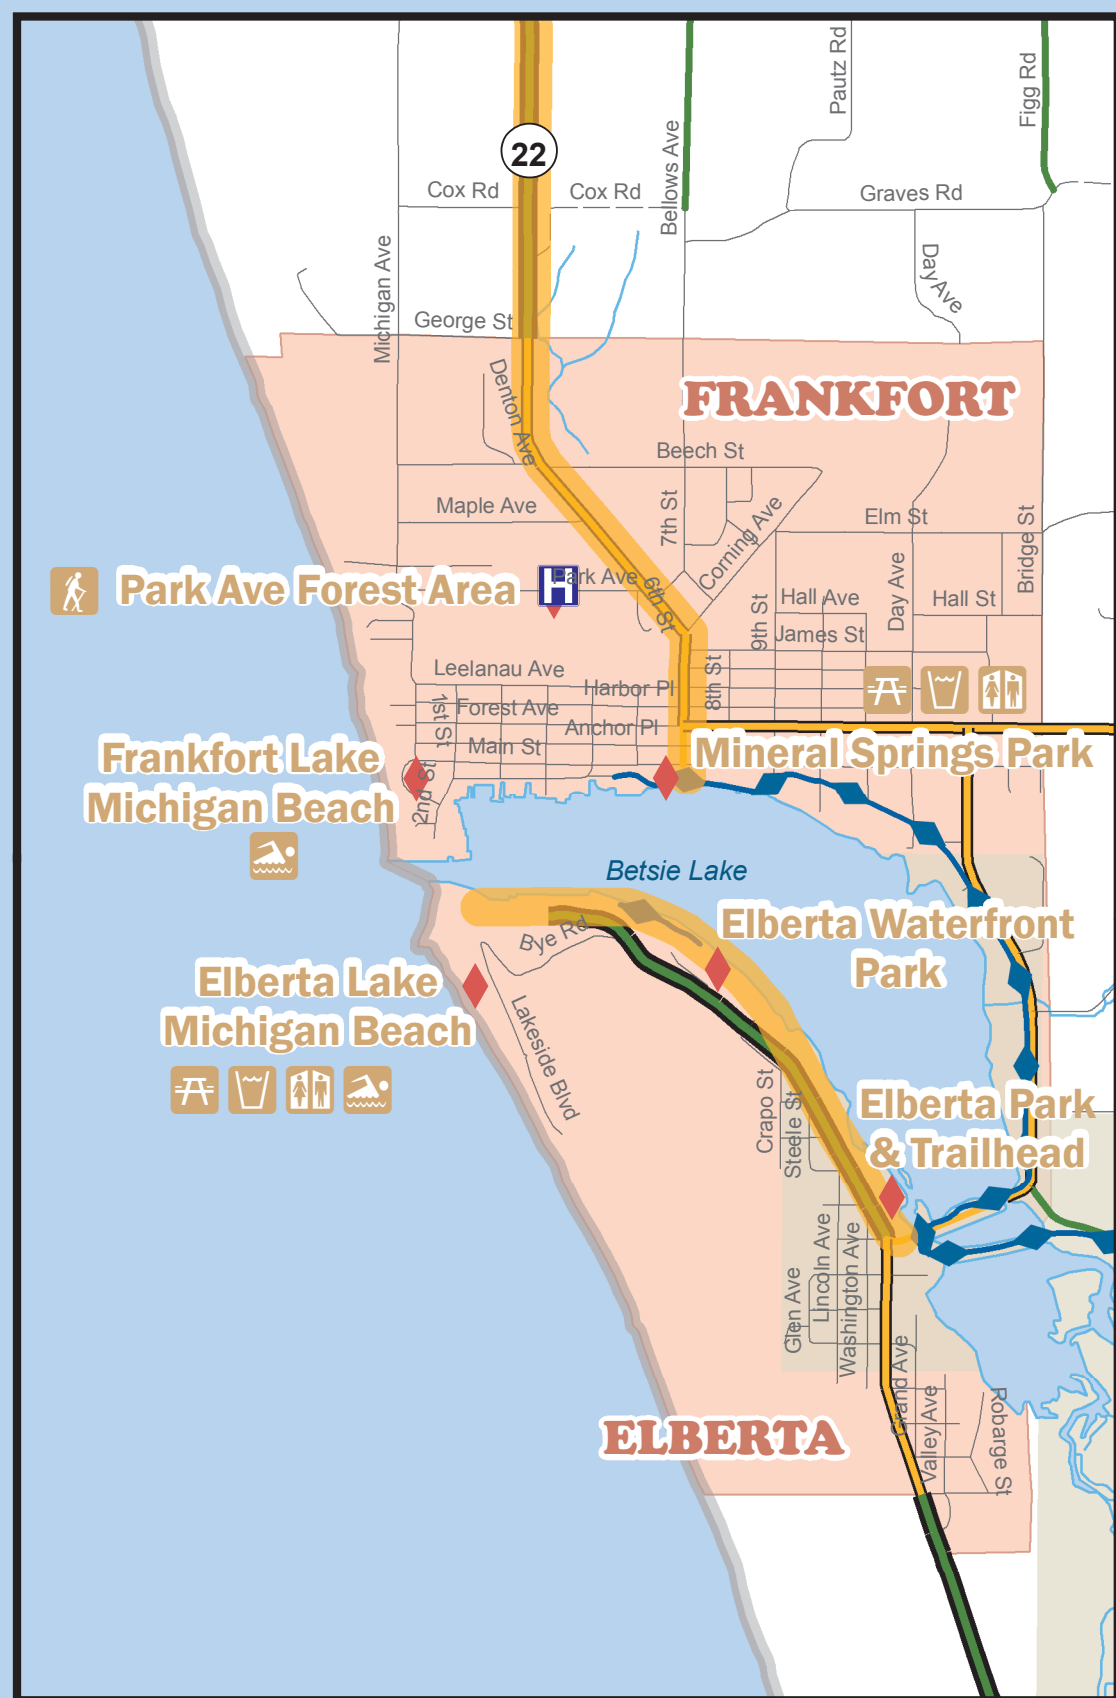 Pautz Rd
Figg Rd
22
Bellows Ave
Cox Rd
Cox Rd
Graves Rd
Michigan Ave
Day Ave
George St
Denton Ave
FRANKFORT
Beech St
Maple Ave
7th St
Corning Ave
Elm St
Bridge St
Park Ave Forest Area
H
Park Ave
6th St
9th St
Hall Ave
Day Ave
Hall St
James St
Leelanau Ave
Harbor Pl
8th St
1st St
Forest Ave
Anchor Pl
Main St
Mineral Springs Park
Frankfort Lake
Michigan Beach
2nd St
Betsie Lake
Elberta Waterfront
Park
Bye Rd
Elberta Lake
Michigan Beach
Lakeside Blvd
Crapo St
Steele St
Elberta Park
& Trailhead
Glen Ave
Lincoln Ave
Washington Ave
Grand Ave
Valley Ave
Robarge St
ELBERTA